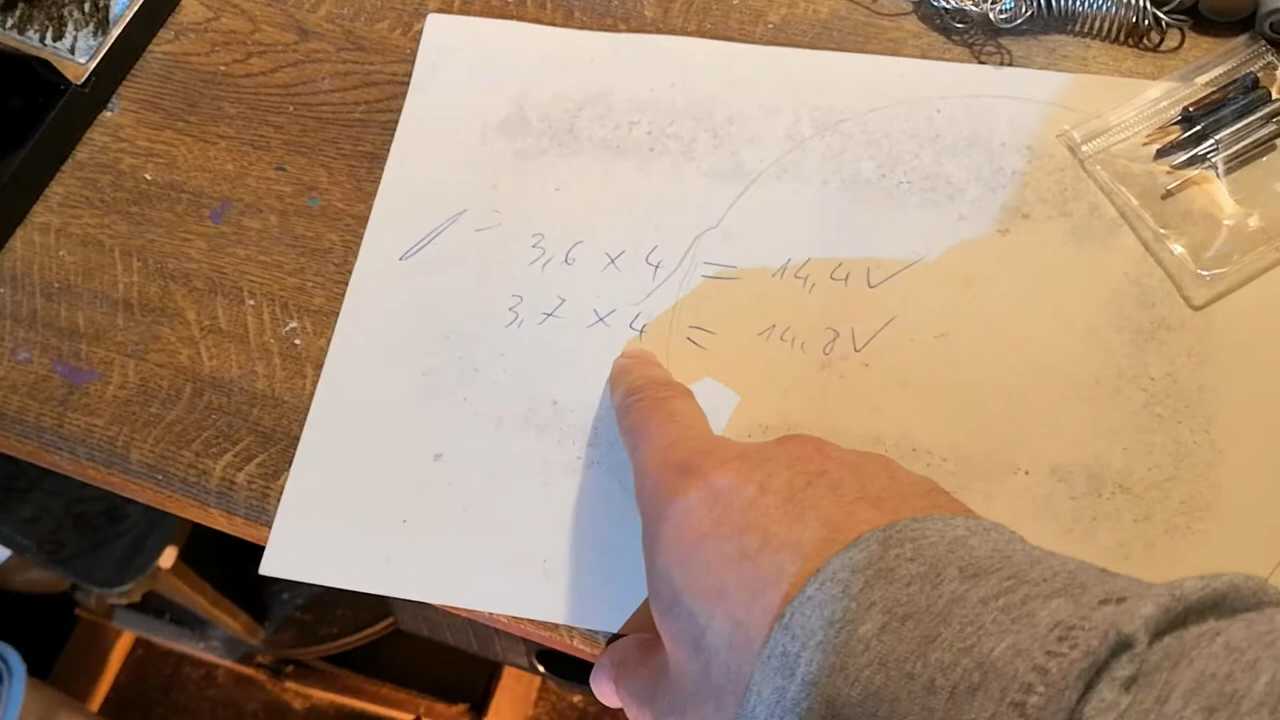 3,6 x 4 = 14,4V
3,7 x 4 = 14,8V